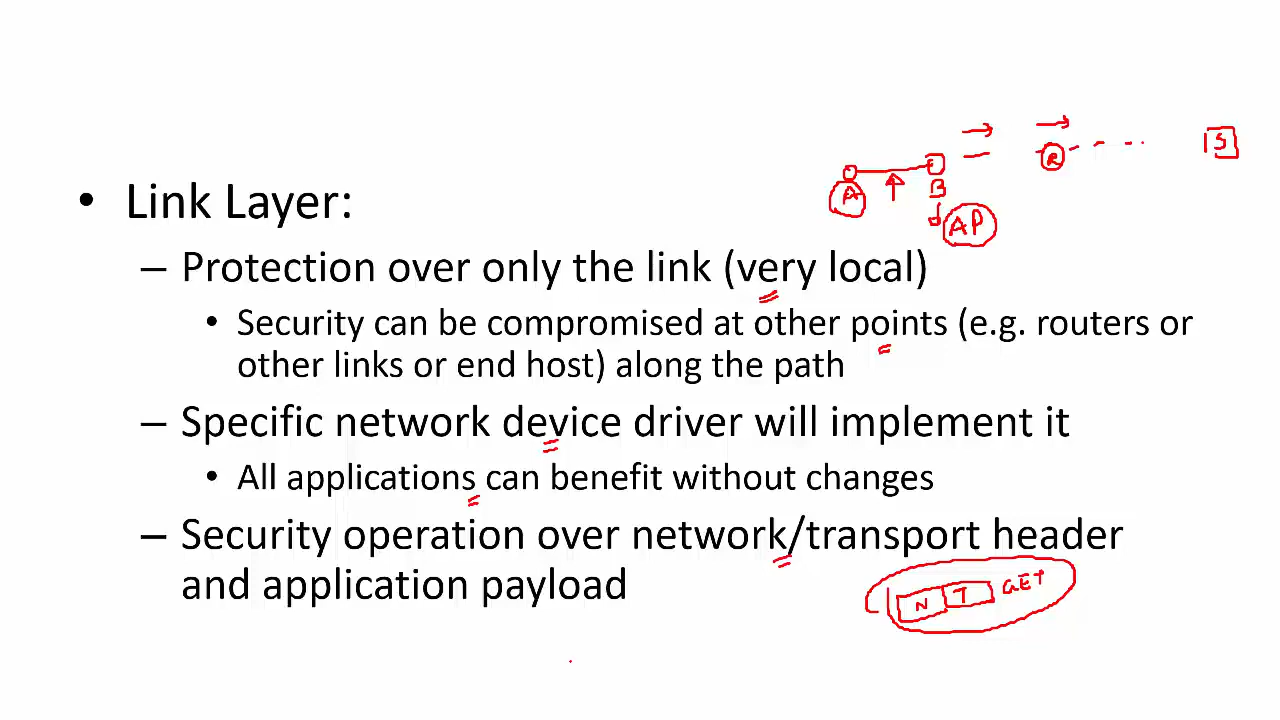 S
R
A
B
AP
• Link Layer:
– Protection over only the link (very local)
• Security can be compromised at other points (e.g. routers or
other links or end host) along the path
– Specific network device driver will implement it
• All applications can benefit without changes
– Security operation over network/transport header
and application payload
N T GET